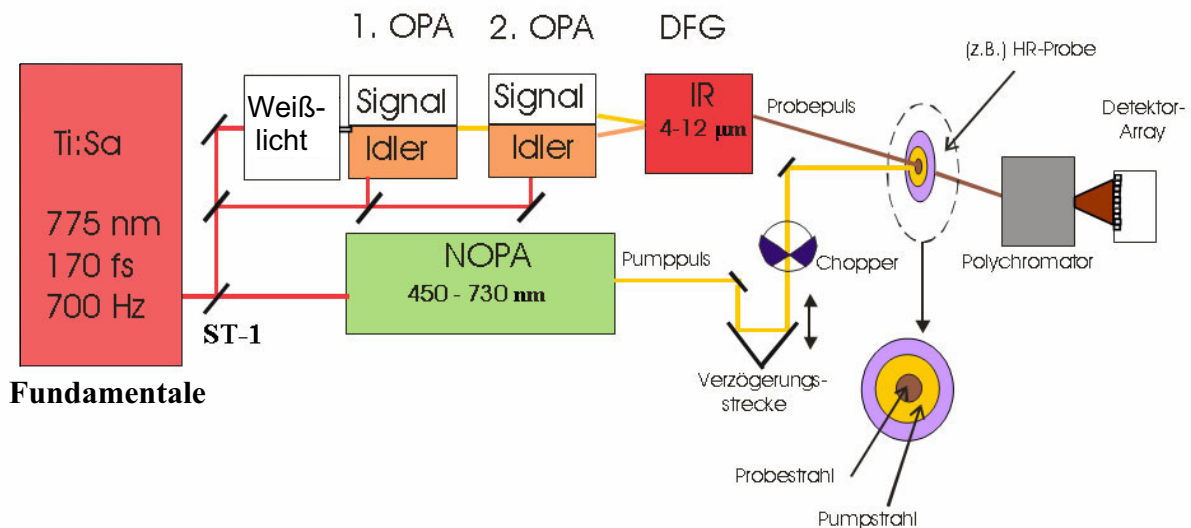 1. OPA
2. OPA
DFG
(z.B.) HR-Probe
Ti:Sa
775 nm
170 fs
700 Hz
Weiß-
licht
Signal
Idler
Signal
Idler
IR
4-12 µm
Probepuls
Detektor-
Array
NOPA
450 - 730 nm
Pumppuls
Chopper
Polychromator
ST-1
Fundamentale
Verzögerungs-
strecke
Probestrahl
Pumpstrahl